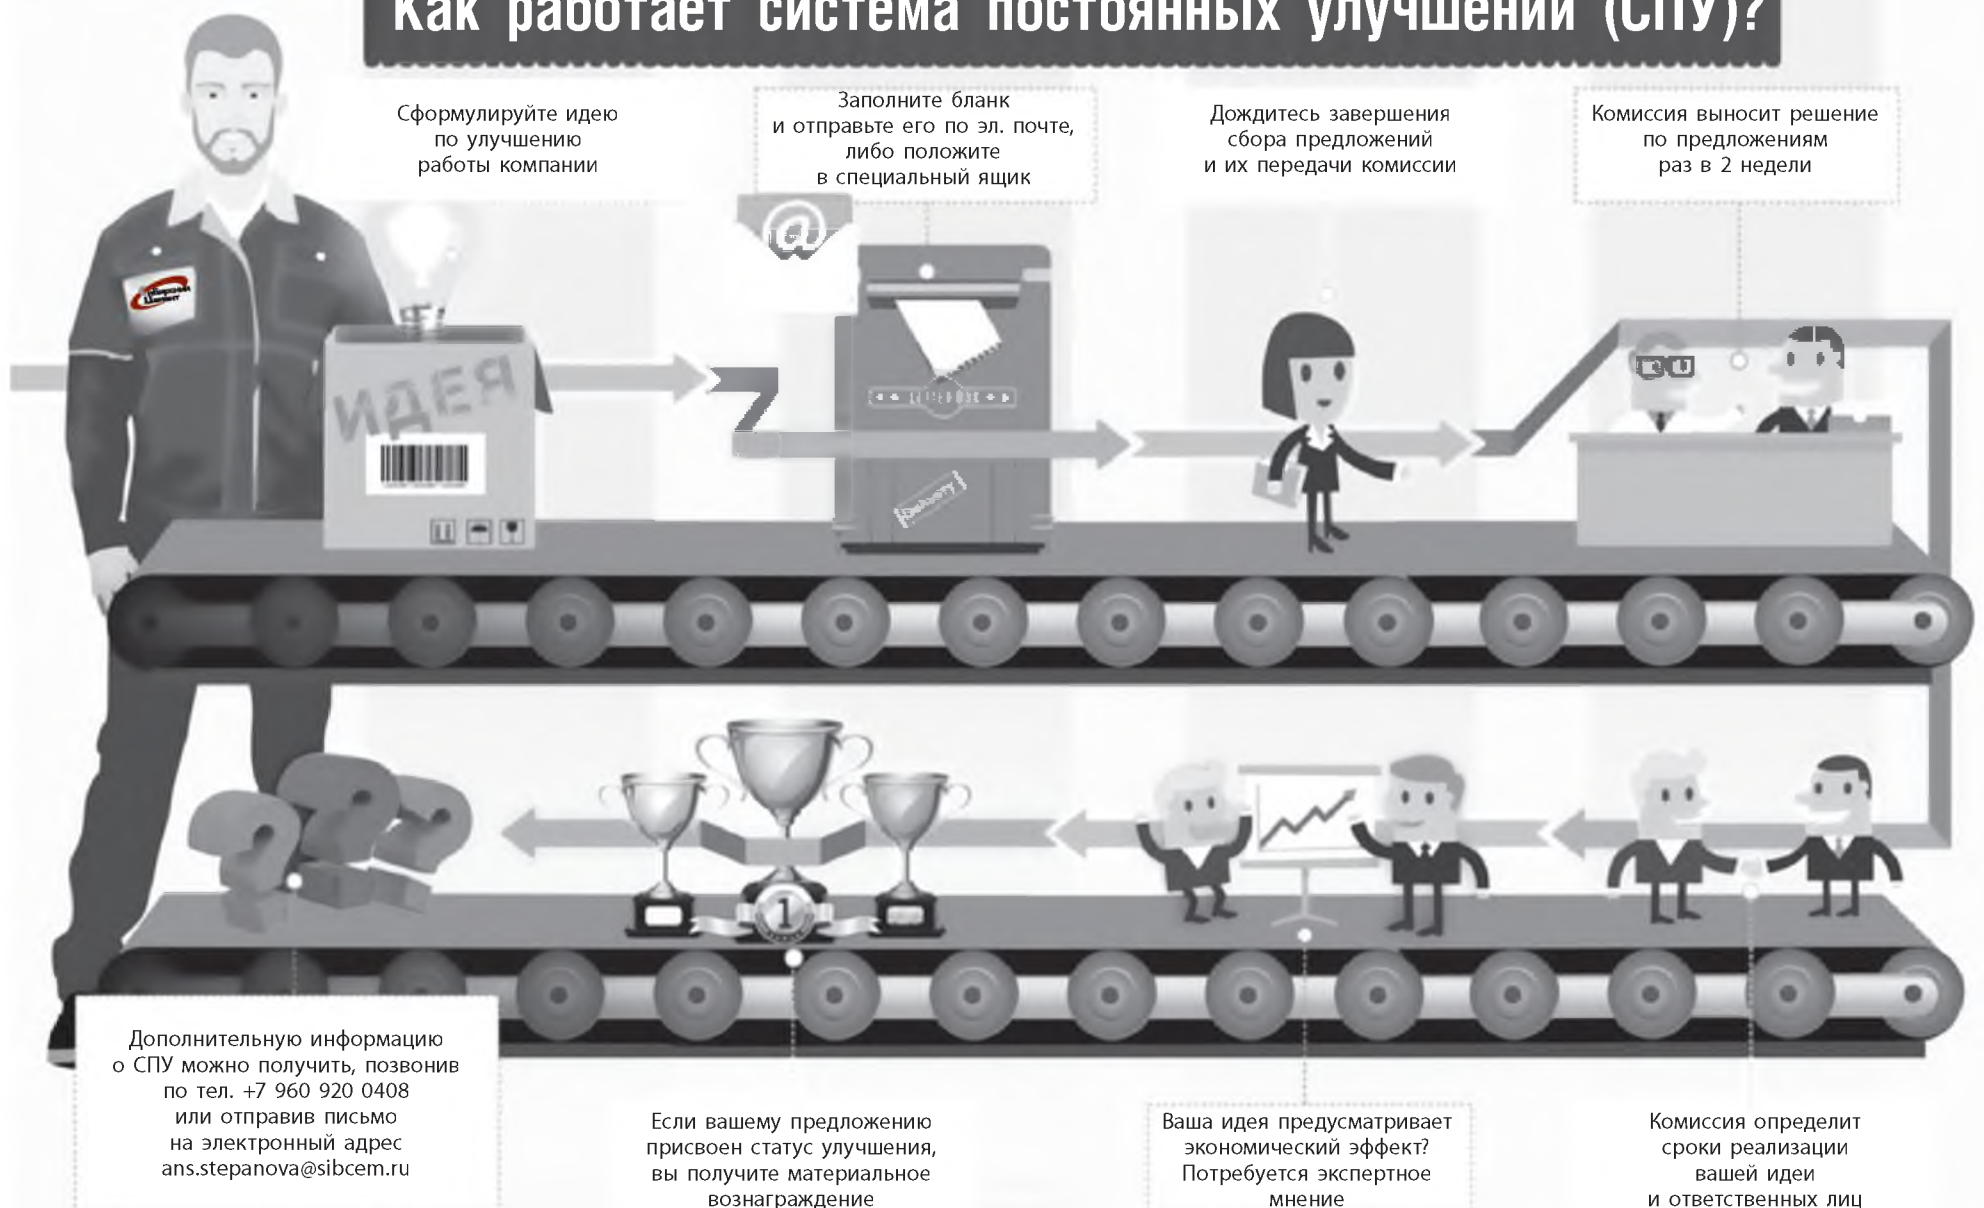 Как работает система постоянных улучшений (СПУ)?
Сформулируйте идею
по улучшению
работы компании
Заполните бланк
и отправьте его по эл. почте,
либо положите
в специальный ящик
Дождитесь завершения
сбора предложений
и их передачи комиссии
Комиссия выносит решение
по предложениям
раз в 2 недели
@
ИДЕЯ
1
Комиссия определит
сроки реализации
вашей идеи
и ответственных лиц
Ваша идея предусматривает
экономический эффект?
Потребуется экспертное
мнение
Если вашему предложению
присвоен статус улучшения,
вы получите материальное
вознаграждение
Дополнительную информацию
о СПУ можно получить, позвонив
по тел. +7 960 920 0408
или отправив письмо
на электронный адрес
ans.stepanova@sibcem.ru